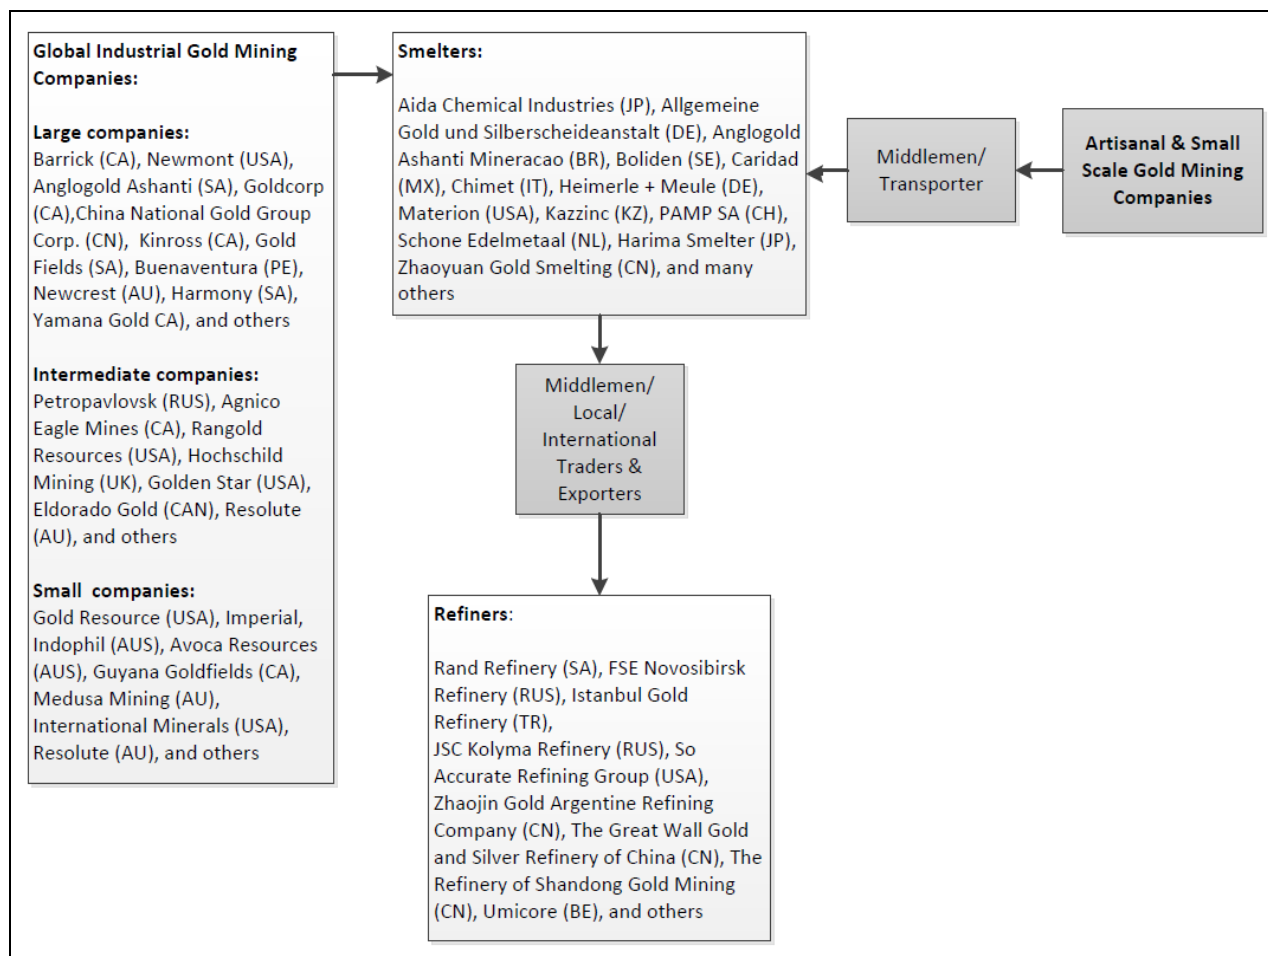 Global Industrial Gold Mining
Companies:
Large companies:
Barrick (CA), Newmont (USA),
Anglogold Ashanti (SA), Goldcorp
(CA),China National Gold Group
Corp. (CN),  Kinross (CA), Gold
Fields (SA), Buenaventura (PE),
Newcrest (AU), Harmony (SA),
Yamana Gold CA), and others
Intermediate companies:
Petropavlovsk (RUS), Agnico
Eagle Mines (CA), Rangold
Resources (USA), Hochschild
Mining (UK), Golden Star (USA),
Eldorado Gold (CAN), Resolute
(AU), and others
Small  companies:
Gold Resource (USA), Imperial,
Indophil (AUS), Avoca Resources
(AUS), Guyana Goldfields (CA),
Medusa Mining (AU),
International Minerals (USA),
Resolute (AU), and others
Smelters:
Aida Chemical Industries (JP), Allgemeine
Gold und Silberscheideanstalt (DE), Anglogold
Ashanti Mineracao (BR), Boliden (SE), Caridad
(MX), Chimet (IT), Heimerle + Meule (DE),
Materion (USA), Kazzinc (KZ), PAMP SA (CH),
Schone Edelmetaal (NL), Harima Smelter (JP),
Zhaoyuan Gold Smelting (CN), and many
others
Middlemen/
Transporter
Artisanal & Small
Scale Gold Mining
Companies
Middlemen/
Local/
International
Traders &
Exporters
Refiners:
Rand Refinery (SA), FSE Novosibirsk
Refinery (RUS), Istanbul Gold
Refinery (TR),
JSC Kolyma Refinery (RUS), So
Accurate Refining Group (USA),
Zhaojin Gold Argentine Refining
Company (CN), The Great Wall Gold
and Silver Refinery of China (CN), The
Refinery of Shandong Gold Mining
(CN), Umicore (BE), and others